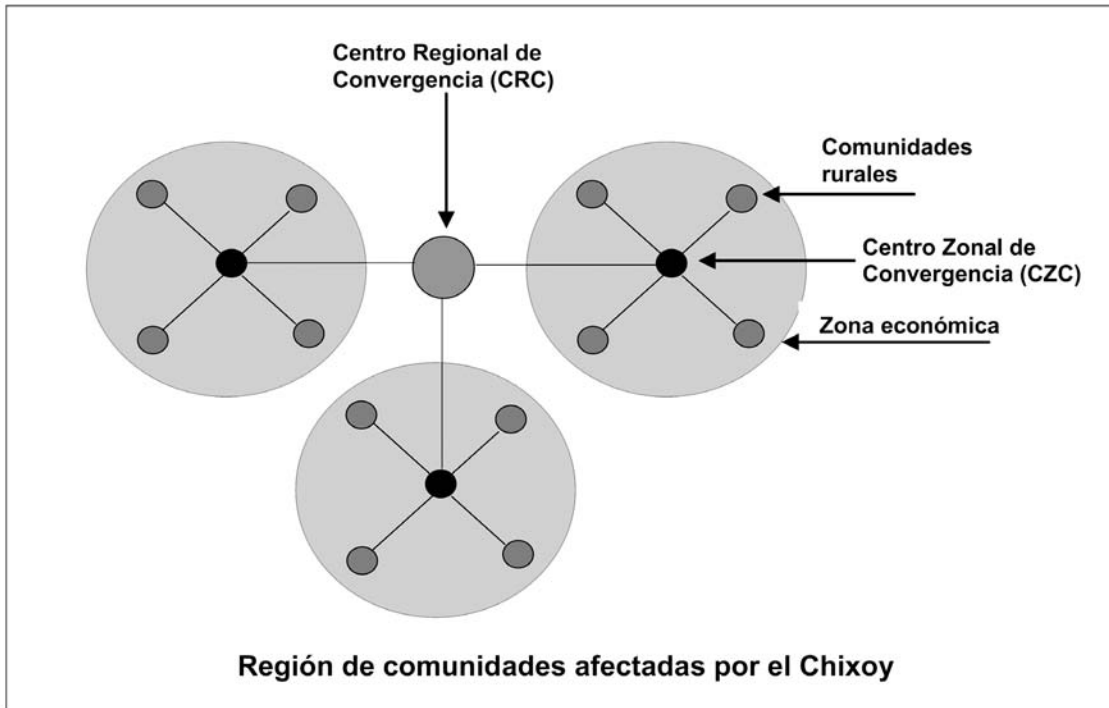 Centro Regional de
Convergencia (CRC)
Comunidades
rurales
Centro Zonal de
Convergencia (CZC)
Zona económica
Región de comunidades afectadas por el Chixoy